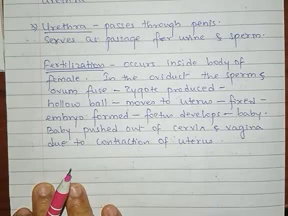 3) Urethra - passes through penis.
Serves as passage for urine & sperm.
Fertilization - occurs inside body of
female. In the oviduct the sperm &
ovum fuse - zygote produced -
hollow ball - moves to uterus - fixed -
embryo formed - foetus develops - baby.
Baby pushed out of cervix & vagina
due to contraction of uterus.